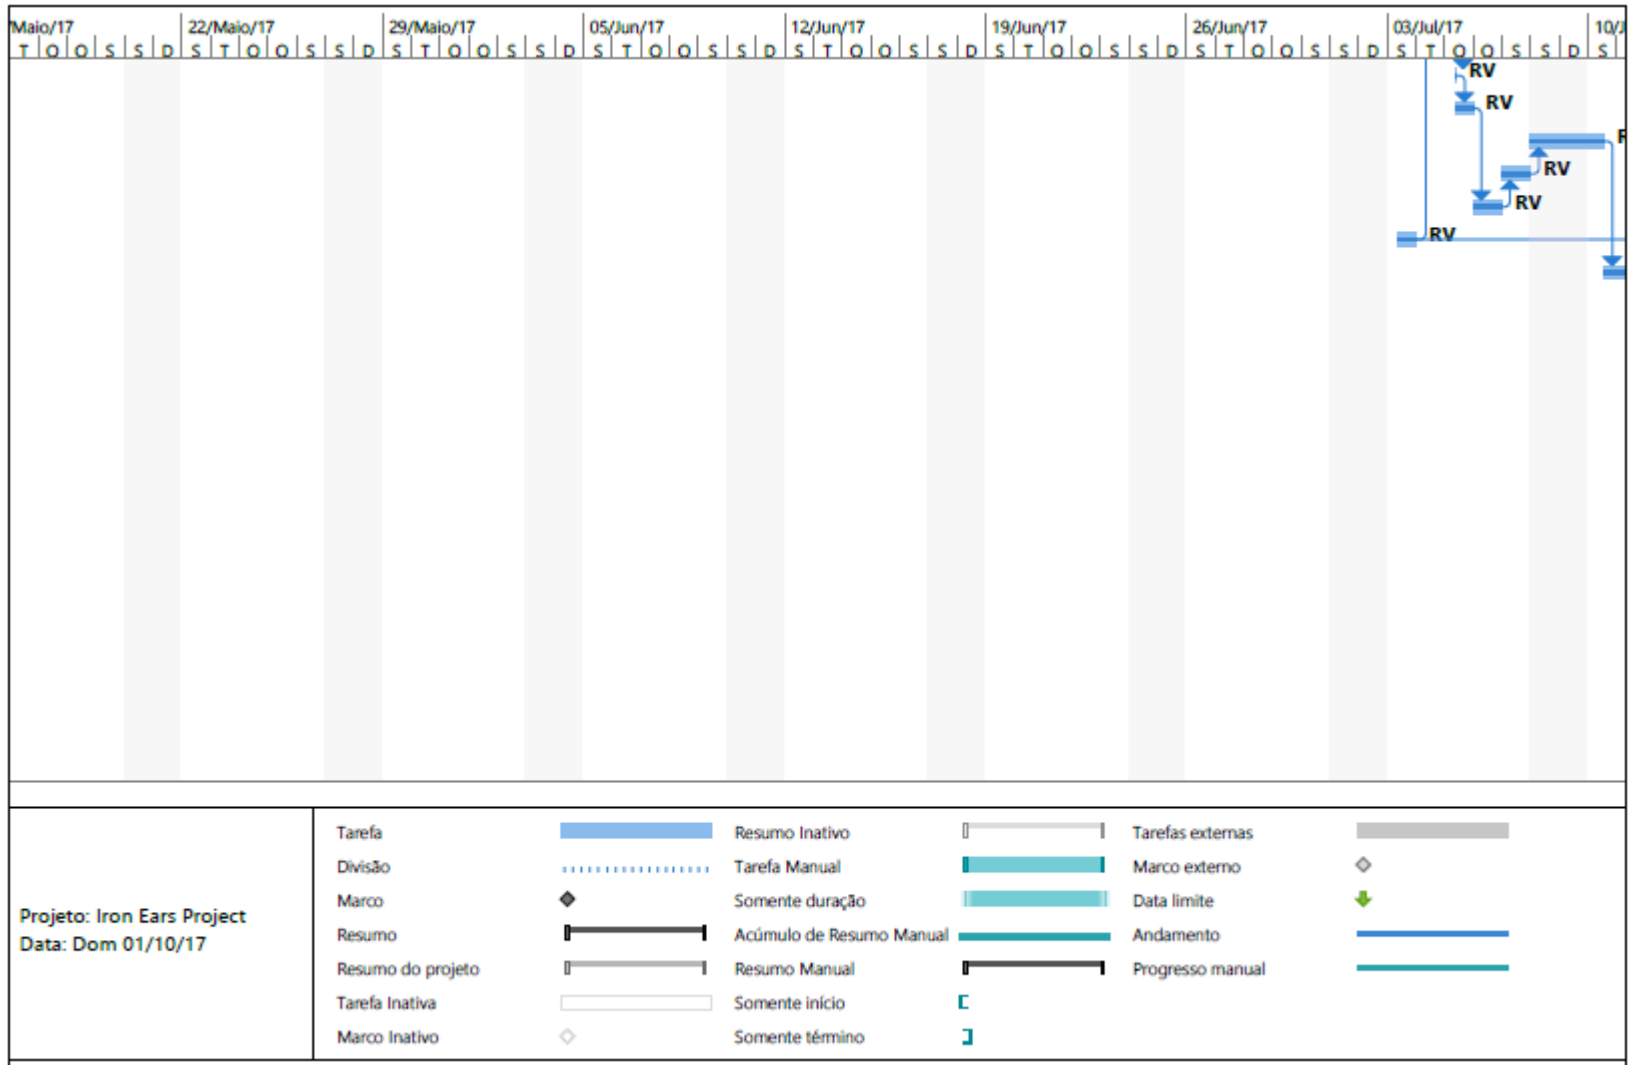 Maio/17 22/Maio/17 29/Maio/17 05/Jun/17 12/Jun/17 19/Jun/17 26/Jun/17 03/Jul/17 10/J
T Q Q S S D S T Q Q S S D S T Q Q S S D S T Q Q S S D S T Q Q S S D S T Q Q S S D S T Q Q S S D S T Q Q S S D S
RV
RV
RV
RV
RV
Tarefa Resumo Inativo Tarefas externas
Divisão Tarefa Manual Marco externo
Marco Somente duração Data limite
Projeto: Iron Ears Project
Data: Dom 01/10/17
Resumo Acúmulo de Resumo Manual Andamento
Resumo do projeto Resumo Manual Progresso manual
Tarefa Inativa Somente início
Marco Inativo Somente término